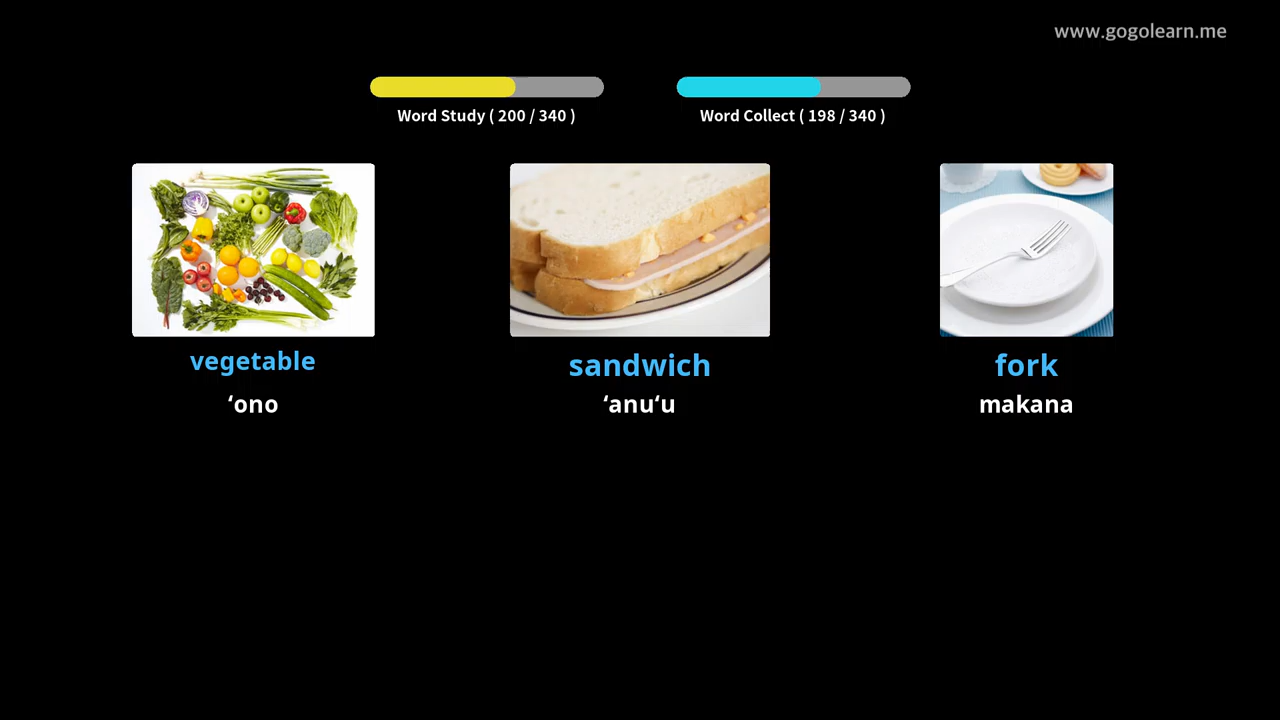 www.gogolearn.me
Word Study ( 200 / 340 )
Word Collect ( 198 / 340 )
vegetable
sandwich
fork
ʻono
ʻanuʻu
makana